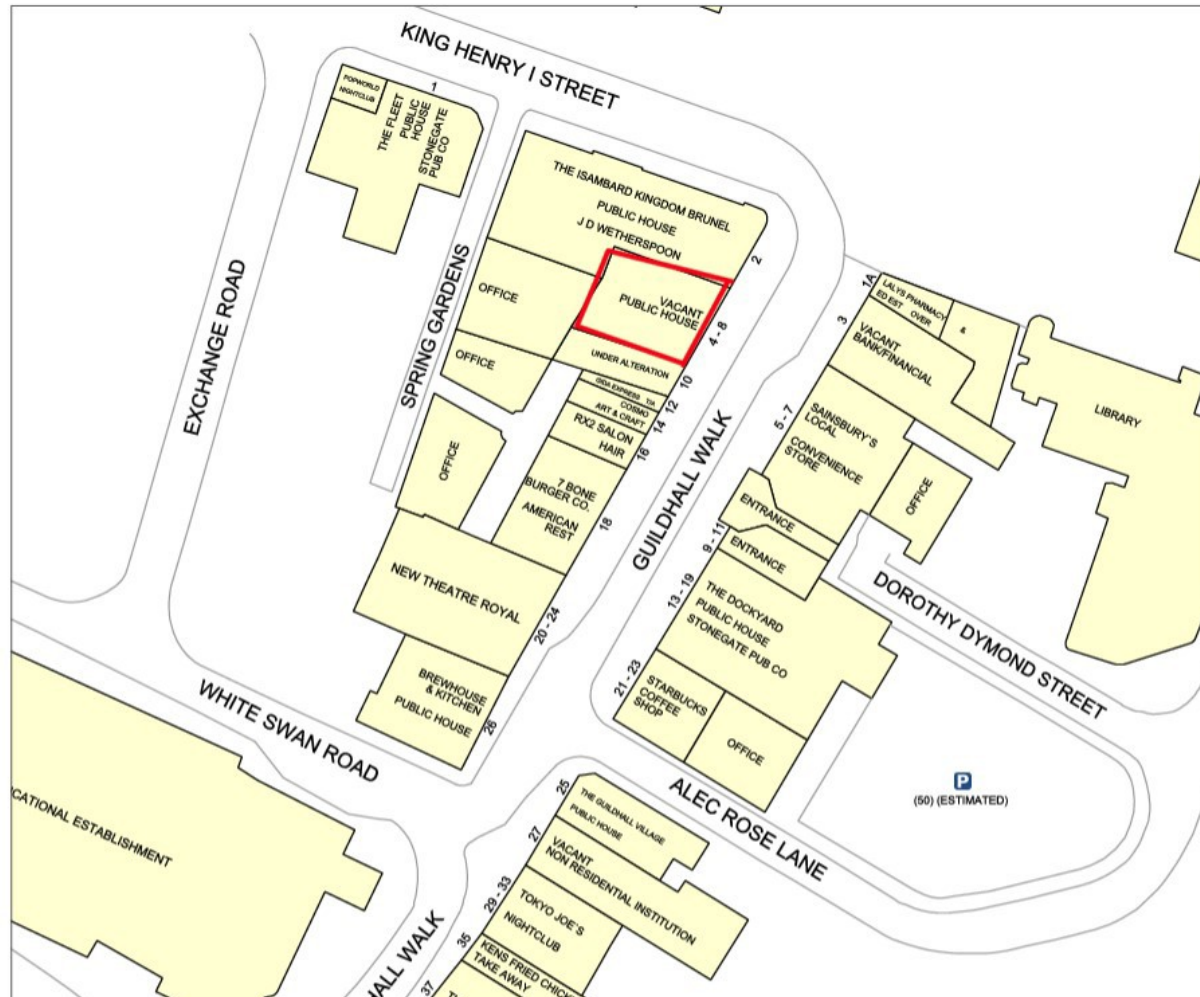 KING HENRY I STREET
POPWORLD
NIGHTCLUB
1
THE FLEET
PUBLIC
HOUSE
STONEGATE
PUB CO
THE ISAMBARD KINGDOM BRUNEL
PUBLIC HOUSE
J D WETHERSPOON
2
VACANT
PUBLIC HOUSE
4 - 8
OFFICE
OFFICE
OFFICE
SPRING GARDENS
EXCHANGE ROAD
UNDER ALTERATION
10
EXPRESS T/A
COSMO
ART & CRAFT
12
14
RX2 SALON
HAIR
16
7 BONE
BURGER CO.
AMERICAN
REST
18
GUILDHALL WALK
NEW THEATRE ROYAL
20 - 24
BREWHOUSE
& KITCHEN
PUBLIC HOUSE
26
WHITE SWAN ROAD
1A
LALYS PHARMACY
ED EST OVER
&
3
VACANT
BANK/FINANCIAL
LIBRARY
5 - 7
SAINSBURY'S
LOCAL
CONVENIENCE
STORE
OFFICE
ENTRANCE
9 - 11
ENTRANCE
13 - 19
THE DOCKYARD
PUBLIC HOUSE
STONEGATE PUB CO
21 - 23
STARBUCKS
COFFEE
SHOP
OFFICE
DOROTHY DYMOND STREET
P
(50) (ESTIMATED)
ALEC ROSE LANE
25
THE GUILDHALL VILLAGE
PUBLIC HOUSE
27
VACANT
NON RESIDENTIAL INSTITUTION
29 - 33
TOKYO JOE'S
NIGHTCLUB
35
KENS FRIED CHICK
TAKE AWAY
37
CATIONAL ESTABLISHMENT
HALL WALK